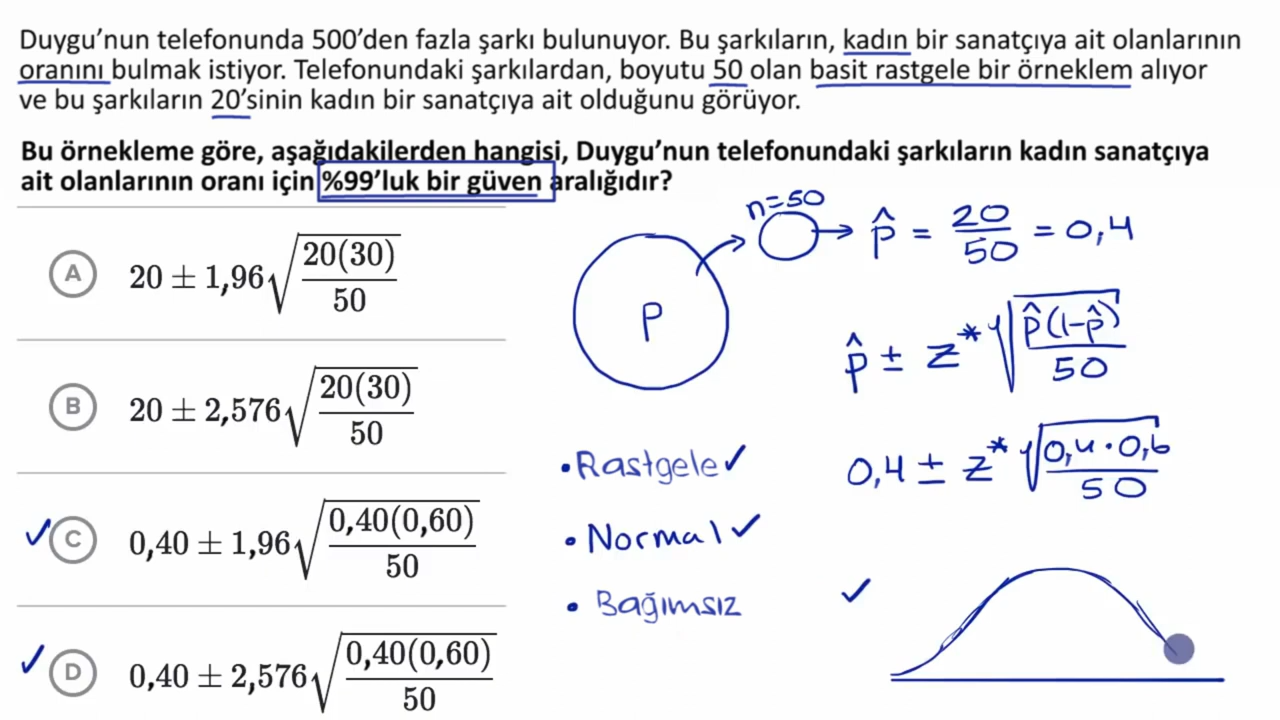 Duygu'nun telefonunda 500'den fazla şarkı bulunuyor. Bu şarkıların, kadın bir sanatçıya ait olanlarının
oranını bulmak istiyor. Telefonundaki şarkılardan, boyutu 50 olan basit rastgele bir örneklem alıyor
ve bu şarkıların 20'sinin kadın bir sanatçıya ait olduğunu görüyor.
Bu örnekleme göre, aşağıdakilerden hangisi, Duygu'nun telefonundaki şarkıların kadın sanatçıya
ait olanlarının oranı için %99'luk bir güven aralığıdır?
A 20 ± 1,96√(20(30)/50)
B 20 ± 2,576√(20(30)/50)
✓ C 0,40 ± 1,96√(0,40(0,60)/50)
✓ D 0,40 ± 2,576√(0,40(0,60)/50)
P
n=50
p̂ = 20/50 = 0,4
p̂ ± z*√(p̂(1-p̂)/50)
0,4 ± z*√(0,4·0,6/50)
• Rastgele ✓
• Normal ✓
• Bağımsız ✓